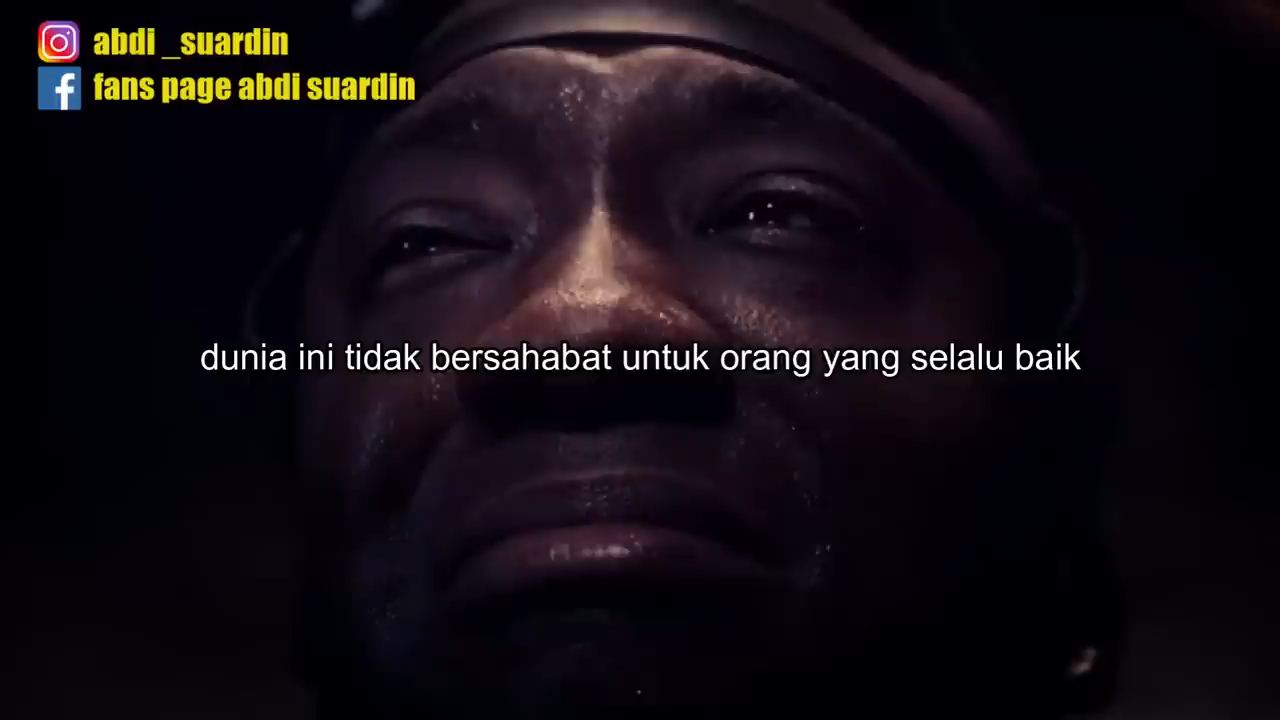 abdi _suardin
fans page abdi suardin
dunia ini tidak bersahabat untuk orang yang selalu baik